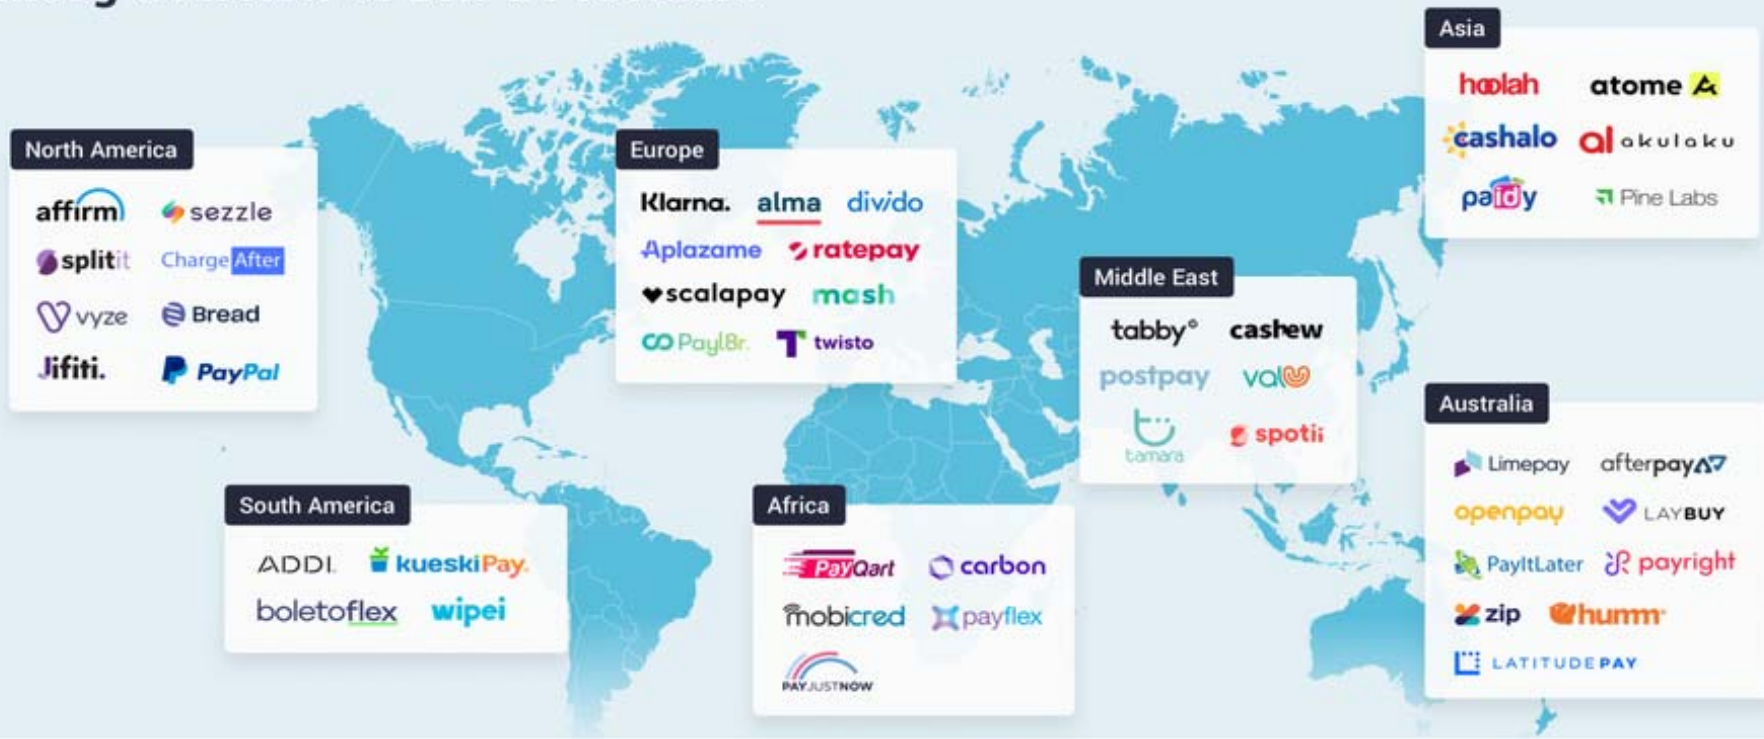 North America
affirm sezzle
splitit ChargeAfter
vyze Bread
Jifiti. PayPal
South America
ADDI. kueskiPay.
boletoflex wipei
Europe
Klarna. alma divido
Aplazame ratepay
scalapay mash
Payl8r. twisto
Africa
PayQart carbon
mobicred payflex
PAYJUSTNOW
Middle East
tabby cashew
postpay valU
tamara spotii
Asia
hoolah atome
cashalo al akulaku
paidy Pine Labs
Australia
Limepay afterpay
openpay LAYBUY
PayItLater payright
zip humm
LATITUDEPAY